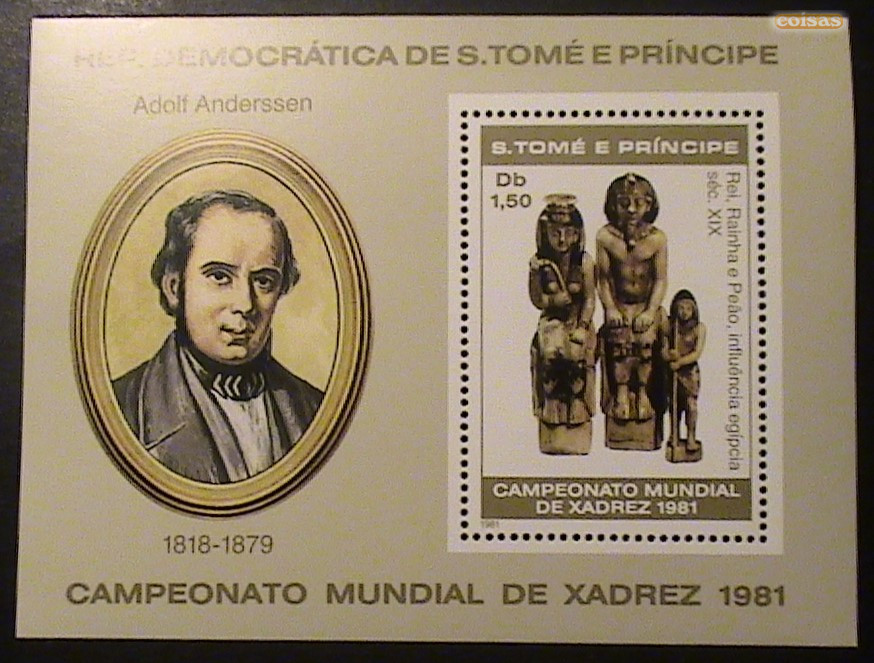 coisas
REP. DEMOCRÁTICA DE S.TOMÉ E PRÍNCIPE
Adolf Anderssen
1818-1879
S.TOMÉ E PRÍNCIPE
Db
1,50
Rei, Rainha e Peão, influência egípcia
séc. XIX
CAMPEONATO MUNDIAL
DE XADREZ 1981
1981
CAMPEONATO MUNDIAL DE XADREZ 1981